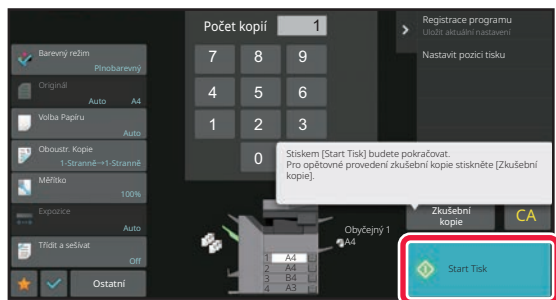 Počet kopií 1
Barevný režim
Plnobarevný
Originál
Auto A4
Volba Papíru
Auto
Oboustr. Kopie
1-Stranně→1-Stranně
Měřítko
100%
Expozice
Auto
Třídit a sešívat
Off
Ostatní
7 8 9
4 5 6
1 2 3
0
Stiskem [Start Tisk] budete pokračovat.
Pro opětovné provedení zkušební kopie stiskněte [Zkušební
kopie].
1 A4
2 A4
3 B4
4 A3
Obyčejný 1
A4
Registrace programu
Uložit aktuální nastavení
Nastavit pozici tisku
Zkušební
kopie
CA
Start Tisk